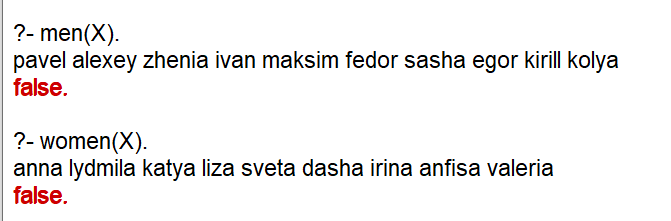 ?- men(X).
pavel alexey zhenia ivan maksim fedor sasha egor kirill kolya
false.
?- women(X).
anna lydmila katya liza sveta dasha irina anfisa valeria
false.